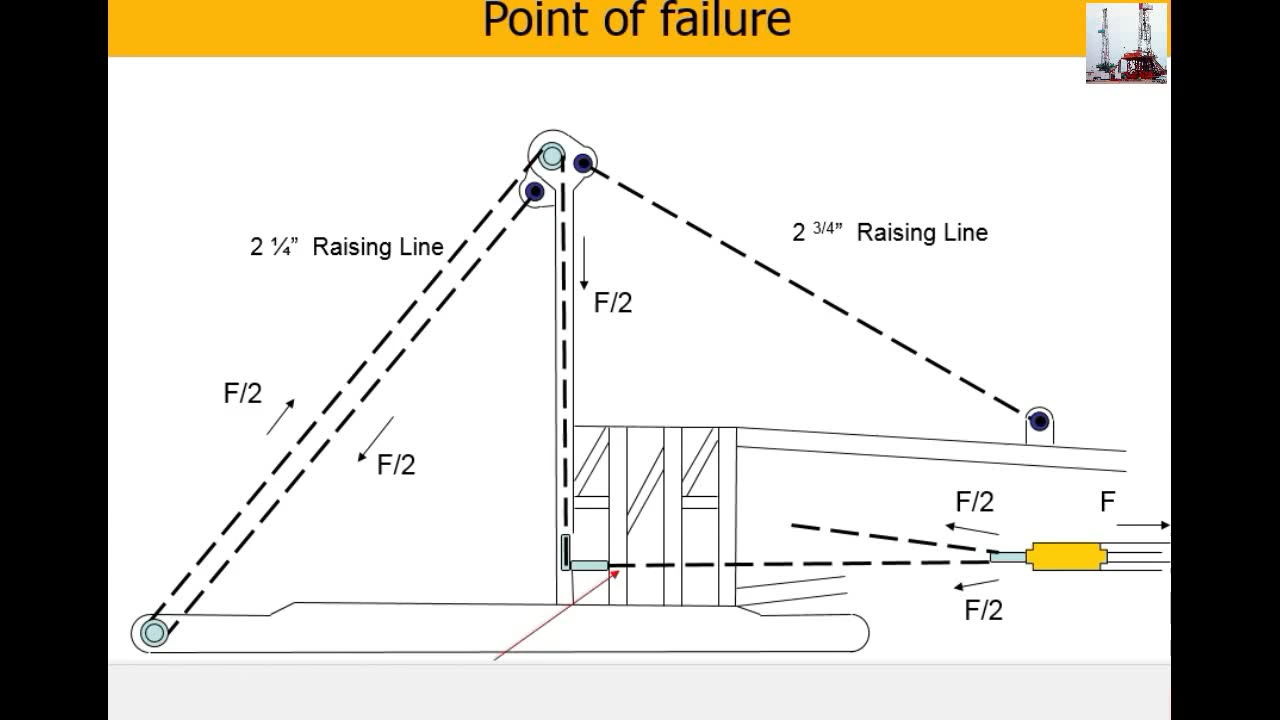 Point of failure
2 ¼” Raising Line
2 3/4” Raising Line
F/2
F/2
F/2
F/2
F
F/2